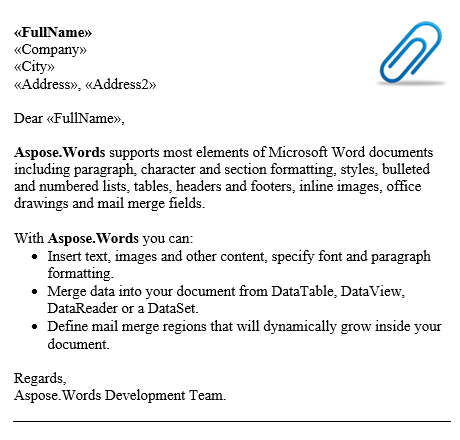 «FullName»
«Company»
«City»
«Address», «Address2»
Dear «FullName»,
Aspose.Words supports most elements of Microsoft Word documents
including paragraph, character and section formatting, styles, bulleted
and numbered lists, tables, headers and footers, inline images, office
drawings and mail merge fields.
With Aspose.Words you can:
• Insert text, images and other content, specify font and paragraph
formatting.
• Merge data into your document from DataTable, DataView,
DataReader or a DataSet.
• Define mail merge regions that will dynamically grow inside your
document.
Regards,
Aspose.Words Development Team.